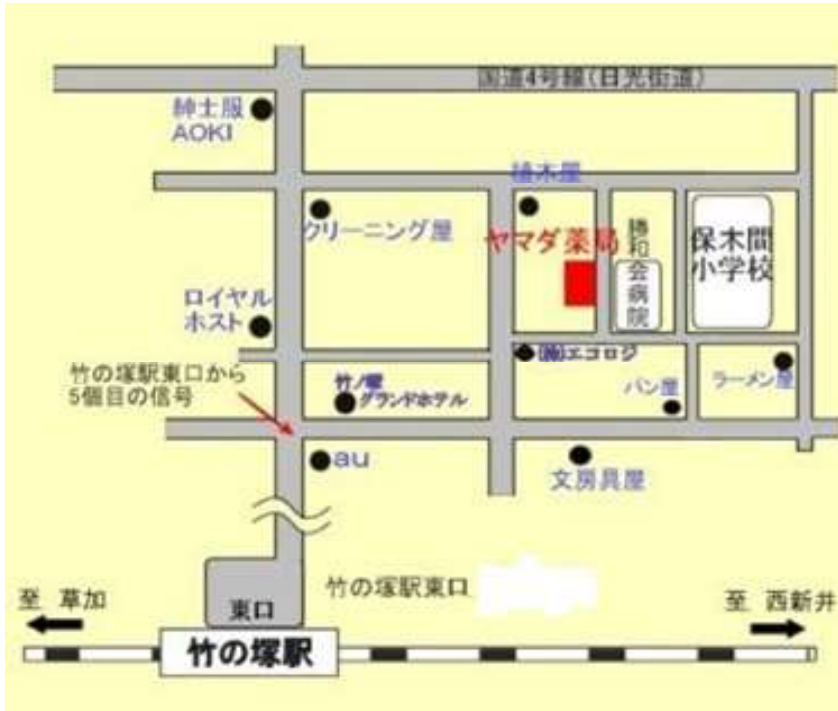 国道4号線(日光街道)
紳士服
AOKI
植木屋
クリーニング屋
ヤマダ薬局
勝和会病院
保木間
小学校
ロイヤル
ホスト
竹の塚駅東口から
5個目の信号
竹ノ塚
グランドホテル
(株)エコロジ
パン屋
ラーメン屋
au
文房具屋
竹の塚駅東口
至 草加
東口
至 西新井
竹の塚駅